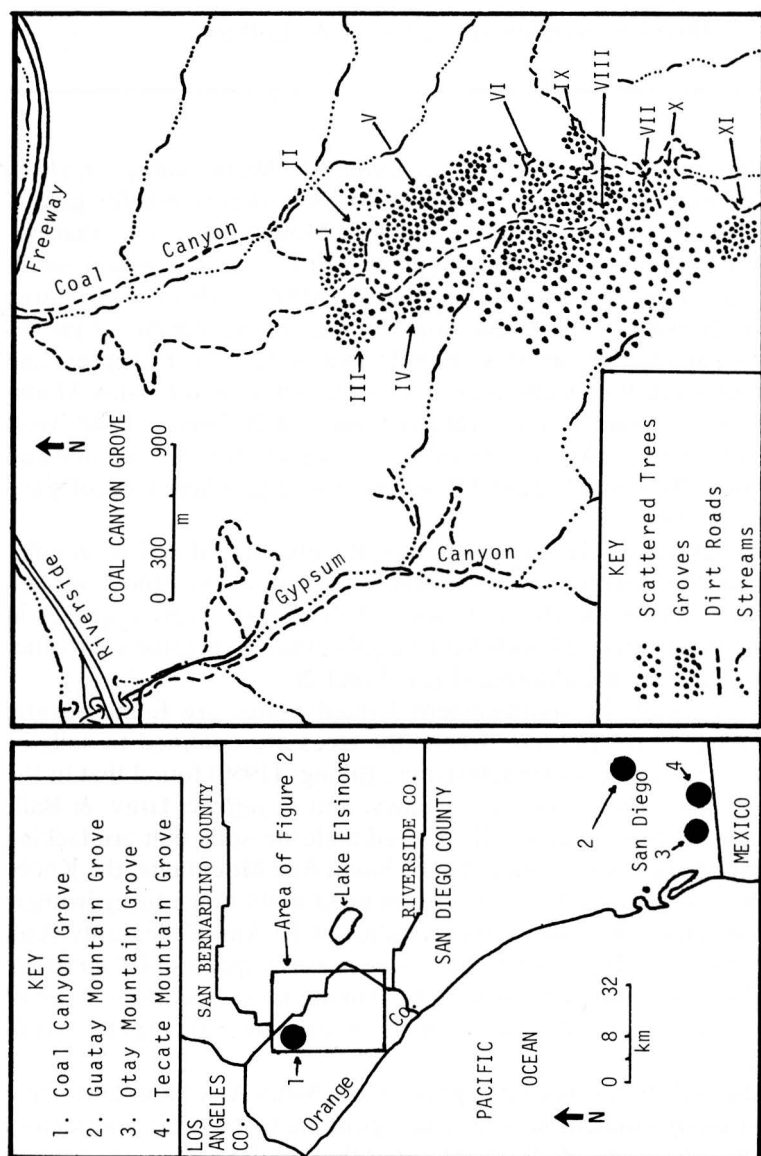 KEY
1. Coal Canyon Grove
2. Guatay Mountain Grove
3. Otay Mountain Grove
4. Tecate Mountain Grove
LOS
ANGELES
CO.
SAN BERNARDINO COUNTY
Area of Figure 2
Lake Elsinore
1
Orange
Co.
RIVERSIDE CO.
SAN DIEGO COUNTY
PACIFIC
OCEAN
N
0 8 32
km
2
San Diego
3
4
MEXICO
Riverside
Freeway
COAL CANYON GROVE
N
0 300 900
m
Coal Canyon
Gypsum Canyon
I
II
III
IV
V
VI
IX
VIII
VII
X
XI
KEY
Scattered Trees
Groves
Dirt Roads
Streams